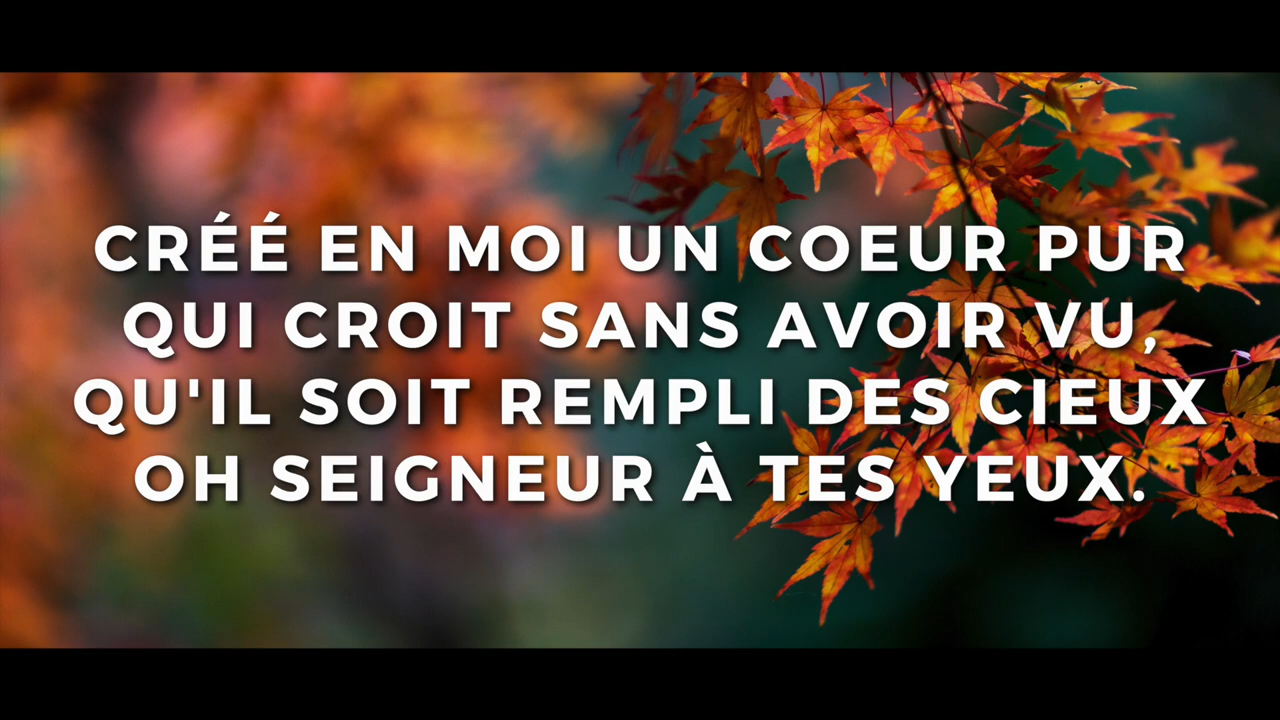 CRÉÉ EN MOI UN COEUR PUR
QUI CROIT SANS AVOIR VU,
QU'IL SOIT REMPLI DES CIEUX
OH SEIGNEUR À TES YEUX.